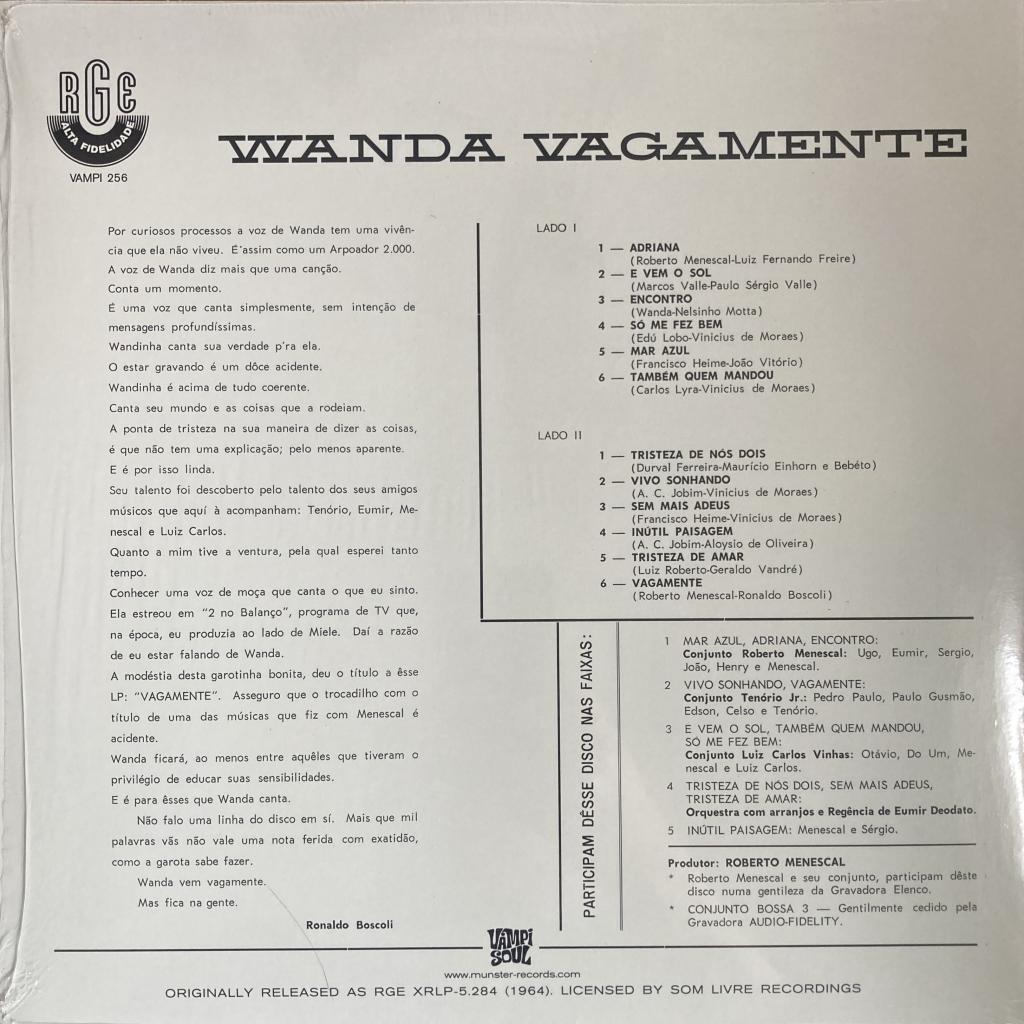 RGE
ALTA FIDELIDADE
VAMPI 256
WANDA VAGAMENTE
Por curiosos processos a voz de Wanda tem uma vivên-
cia que ela não viveu. É'assim como um Arpoador 2.000.
A voz de Wanda diz mais que uma canção.
Conta um momento.
É uma voz que canta simplesmente, sem intenção de
mensagens profundíssimas.
Wandinha canta sua verdade p'ra ela.
O estar gravando é um dôce acidente.
Wandinha é acima de tudo coerente.
Canta seu mundo e as coisas que a rodeiam.
A ponta de tristeza na sua maneira de dizer as coisas,
é que não tem uma explicação; pelo menos aparente.
E é por isso linda.
Seu talento foi descoberto pelo talento dos seus amigos
músicos que aquí à acompanham: Tenório, Eumir, Me-
nescal e Luiz Carlos.
Quanto a mim tive a ventura, pela qual esperei tanto
tempo.
Conhecer uma voz de moça que canta o que eu sinto.
Ela estreou em "2 no Balanço", programa de TV que,
na época, eu produzia ao lado de Miele. Daí a razão
de eu estar falando de Wanda.
A modéstia desta garotinha bonita, deu o título a êsse
LP: "VAGAMENTE". Asseguro que o trocadilho com o
título de uma das músicas que fiz com Menescal é
acidente.
Wanda ficará, ao menos entre aquêles que tiveram o
privilégio de educar suas sensibilidades.
E é para êsses que Wanda canta.
Não falo uma linha do disco em sí. Mais que mil
palavras vãs não vale uma nota ferida com exatidão,
como a garota sabe fazer.
Wanda vem vagamente.
Mas fica na gente.
Ronaldo Boscoli
LADO I
1 — ADRIANA
(Roberto Menescal-Luiz Fernando Freire)
2 — E VEM O SOL
(Marcos Valle-Paulo Sérgio Valle)
3 — ENCONTRO
(Wanda-Nelsinho Motta)
4 — SÓ ME FEZ BEM
(Edú Lobo-Vinicius de Moraes)
5 — MAR AZUL
(Francisco Heime-João Vitório)
6 — TAMBÉM QUEM MANDOU
(Carlos Lyra-Vinicius de Moraes)
LADO II
1 — TRISTEZA DE NÓS DOIS
(Durval Ferreira-Maurício Einhorn e Bebéto)
2 — VIVO SONHANDO
(A. C. Jobim-Vinicius de Moraes)
3 — SEM MAIS ADEUS
(Francisco Heime-Vinicius de Moraes)
4 — INÚTIL PAISAGEM
(A. C. Jobim-Aloysio de Oliveira)
5 — TRISTEZA DE AMAR
(Luiz Roberto-Geraldo Vandré)
6 — VAGAMENTE
(Roberto Menescal-Ronaldo Boscoli)
PARTICIPAM DÊSSE DISCO NAS FAIXAS:
1 MAR AZUL, ADRIANA, ENCONTRO:
Conjunto Roberto Menescal: Ugo, Eumir, Sergio,
João, Henry e Menescal.
2 VIVO SONHANDO, VAGAMENTE:
Conjunto Tenório Jr.: Pedro Paulo, Paulo Gusmão,
Edson, Celso e Tenório.
3 E VEM O SOL, TAMBÉM QUEM MANDOU,
SÓ ME FEZ BEM:
Conjunto Luiz Carlos Vinhas: Otávio, Do Um, Me-
nescal e Luiz Carlos.
4 TRISTEZA DE NÓS DOIS, SEM MAIS ADEUS,
TRISTEZA DE AMAR:
Orquestra com arranjos e Regência de Eumir Deodato.
5 INÚTIL PAISAGEM: Menescal e Sérgio.
Produtor: ROBERTO MENESCAL
* Roberto Menescal e seu conjunto, participam dêste
disco numa gentileza da Gravadora Elenco.
* CONJUNTO BOSSA 3 — Gentilmente cedido pela
Gravadora AUDIO-FIDELITY.
VAMPI
SOUL
www.munster-records.com
ORIGINALLY RELEASED AS RGE XRLP-5.284 (1964). LICENSED BY SOM LIVRE RECORDINGS